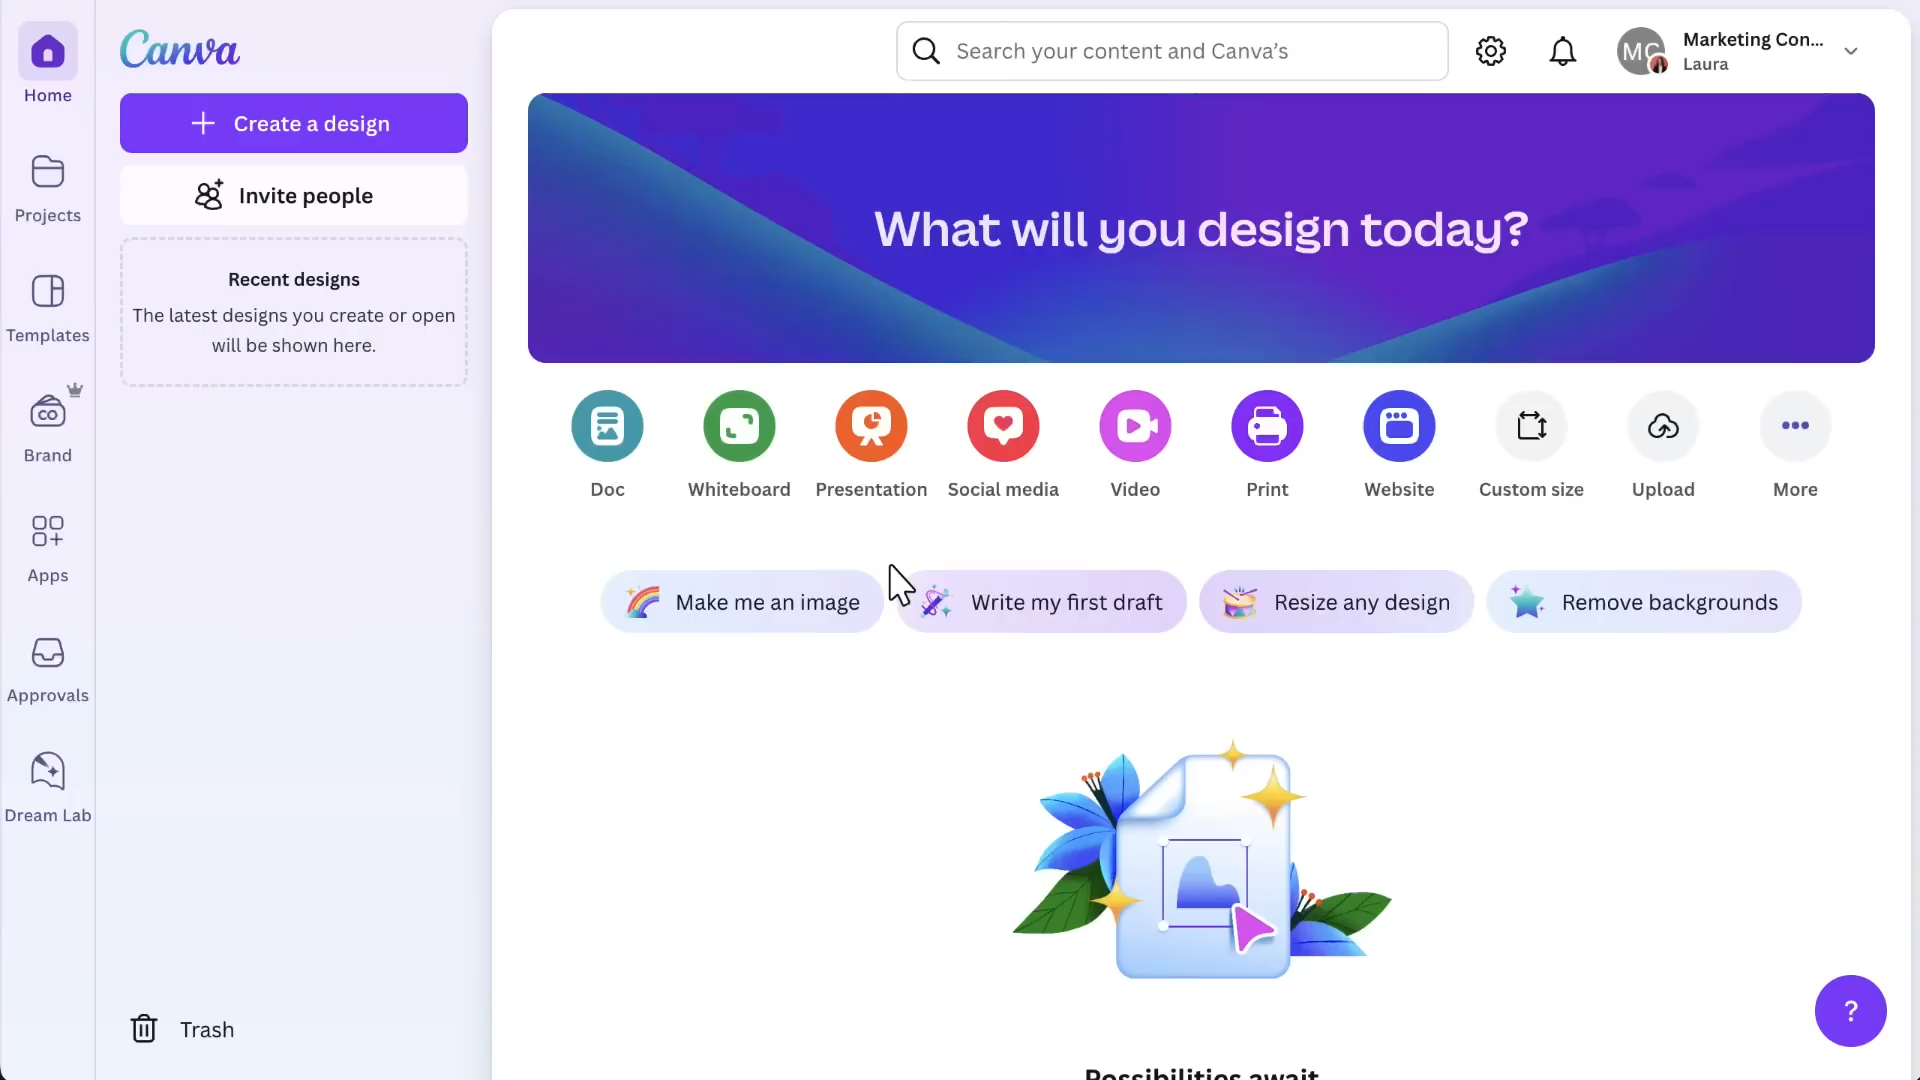 Canva
Home
Create a design
Invite people
Recent designs
The latest designs you create or open
will be shown here.
Projects
Templates
CO
Brand
Apps
Approvals
Dream Lab
Trash
Search your content and Canva's
MC
Marketing Con...
Laura
What will you design today?
Doc
Whiteboard
Presentation
Social media
Video
Print
Website
Custom size
Upload
More
Make me an image
Write my first draft
Resize any design
Remove backgrounds
?
Possibilities await